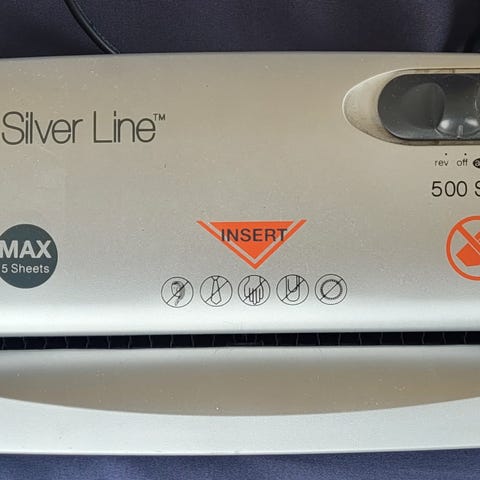 Silver Line™
rev off
500 S
MAX
5 Sheets
INSERT